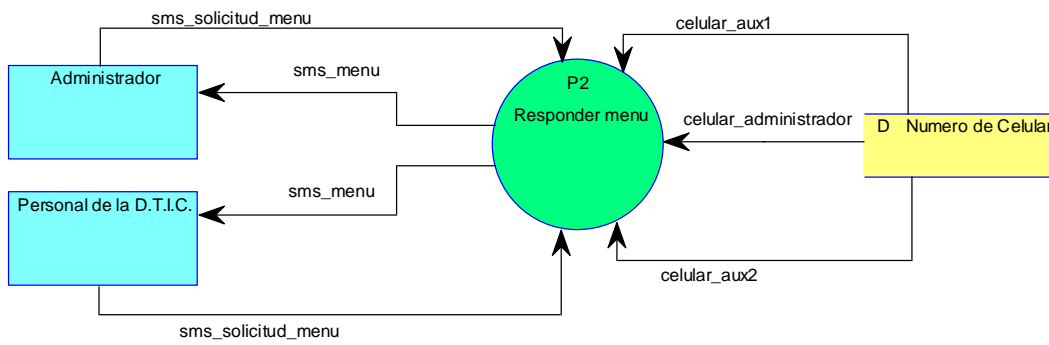 sms_solicitud_menu
celular_aux1
Administrador
sms_menu
P2
Responder menu
celular_administrador
D Numero de Celular
sms_menu
Personal de la D.T.I.C.
celular_aux2
sms_solicitud_menu